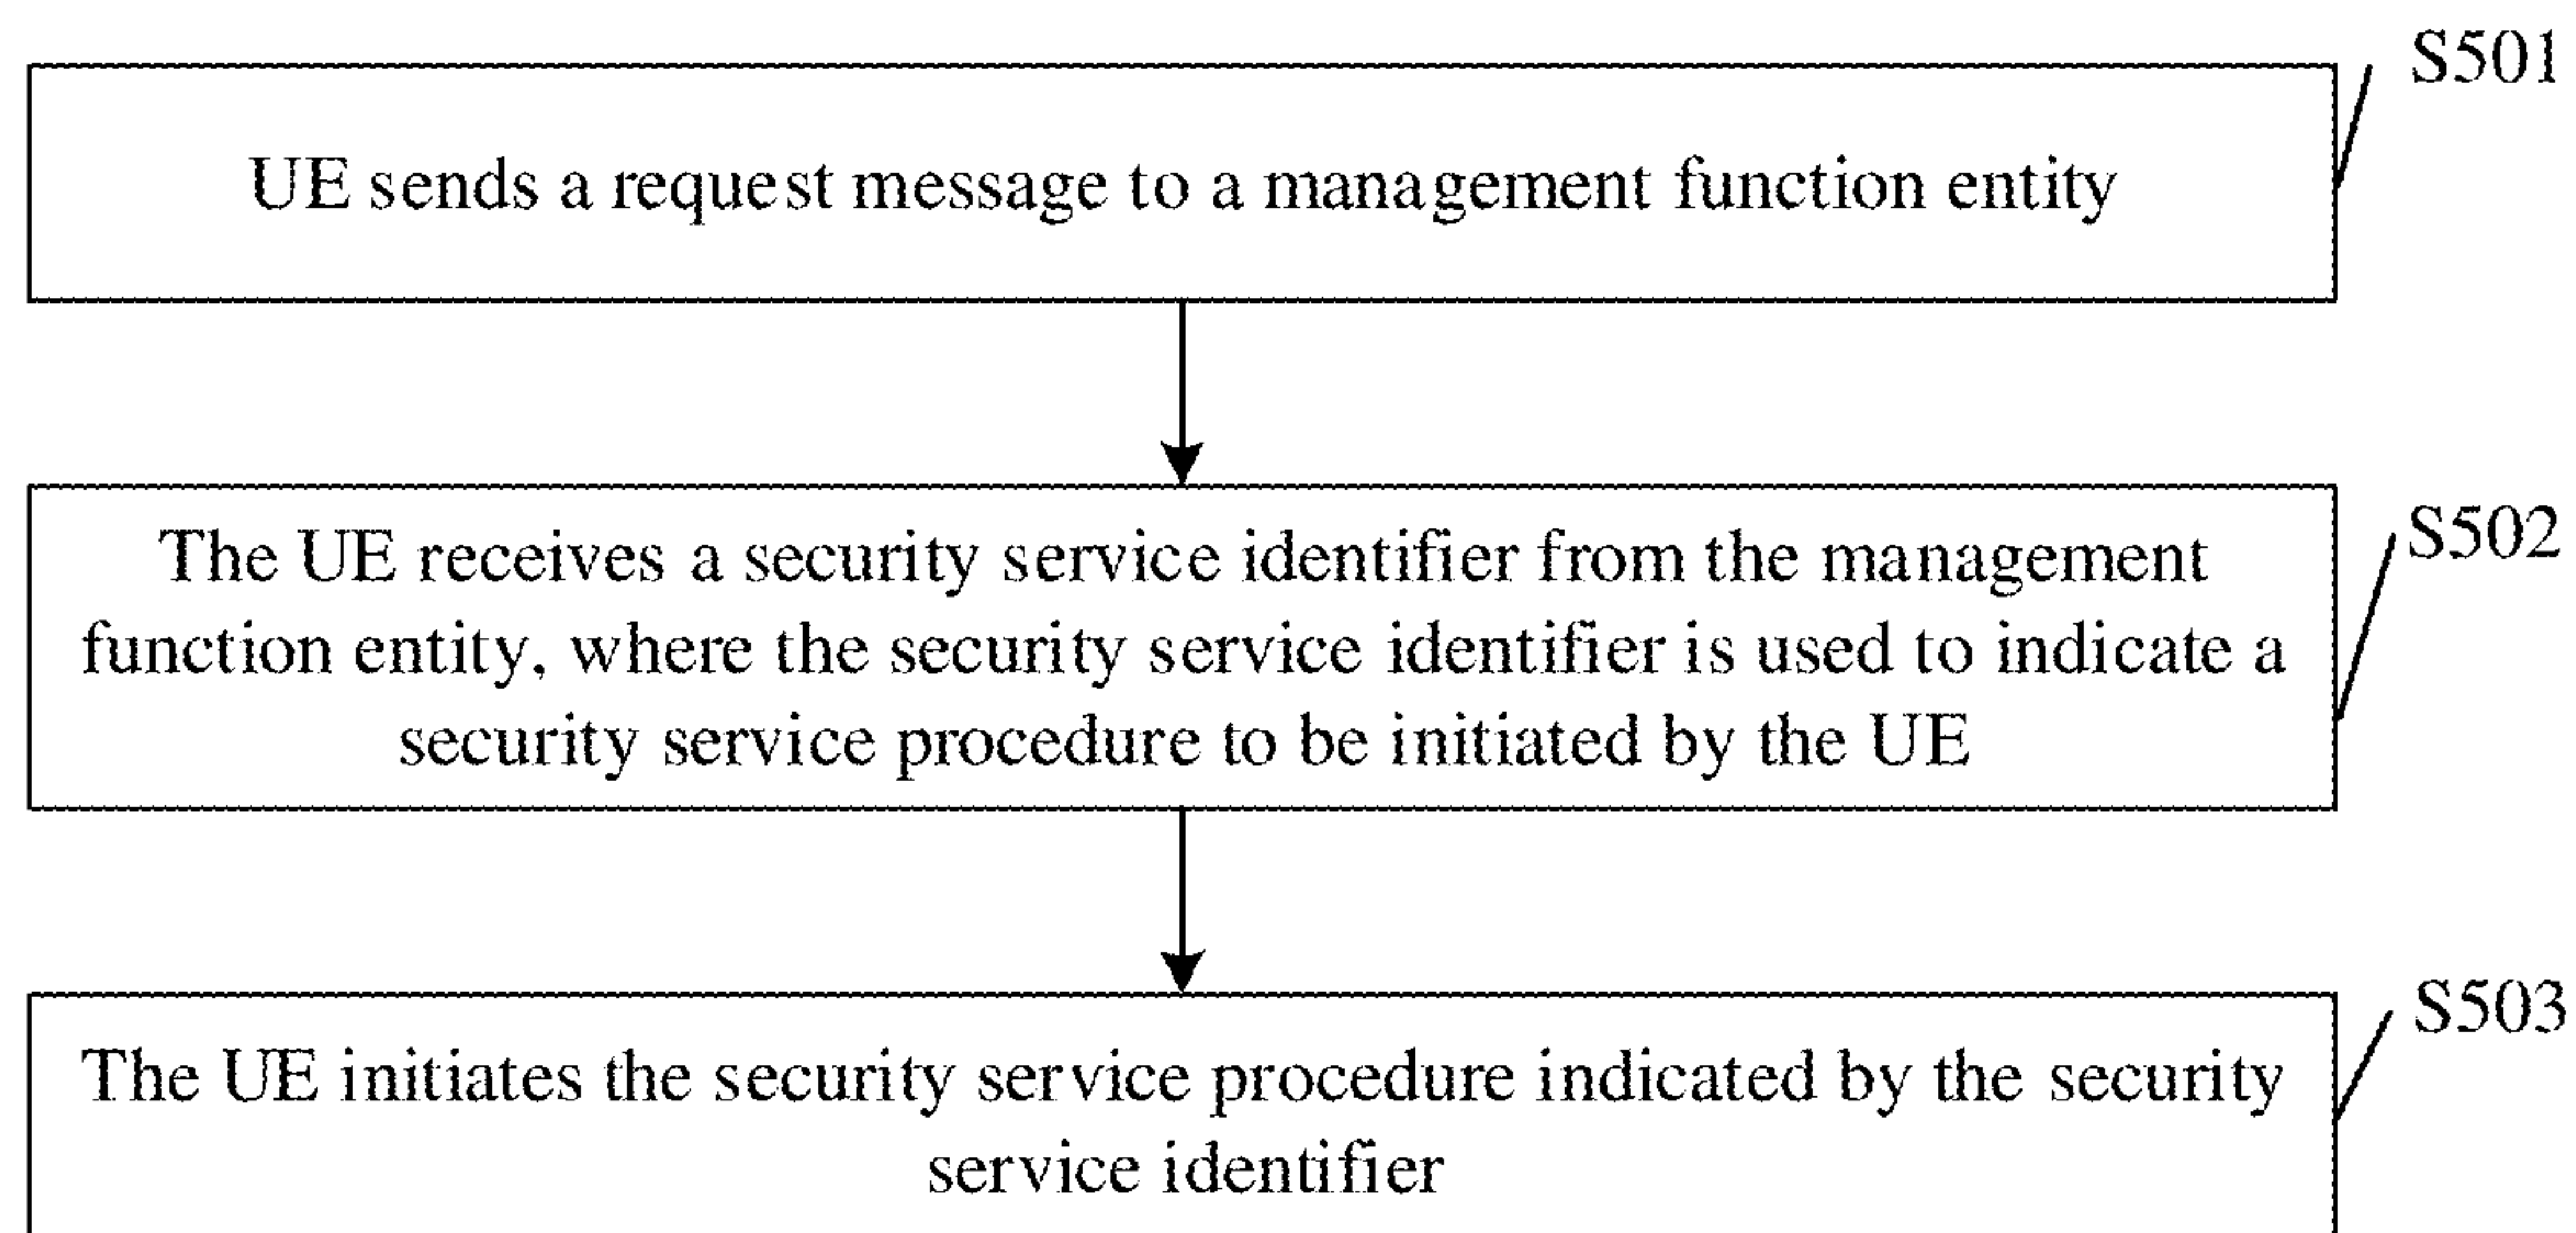 S501
UE sends a request message to a management function entity
S502
The UE receives a security service identifier from the management
function entity, where the security service identifier is used to indicate a
security service procedure to be initiated by the UE
S503
The UE initiates the security service procedure indicated by the security
service identifier